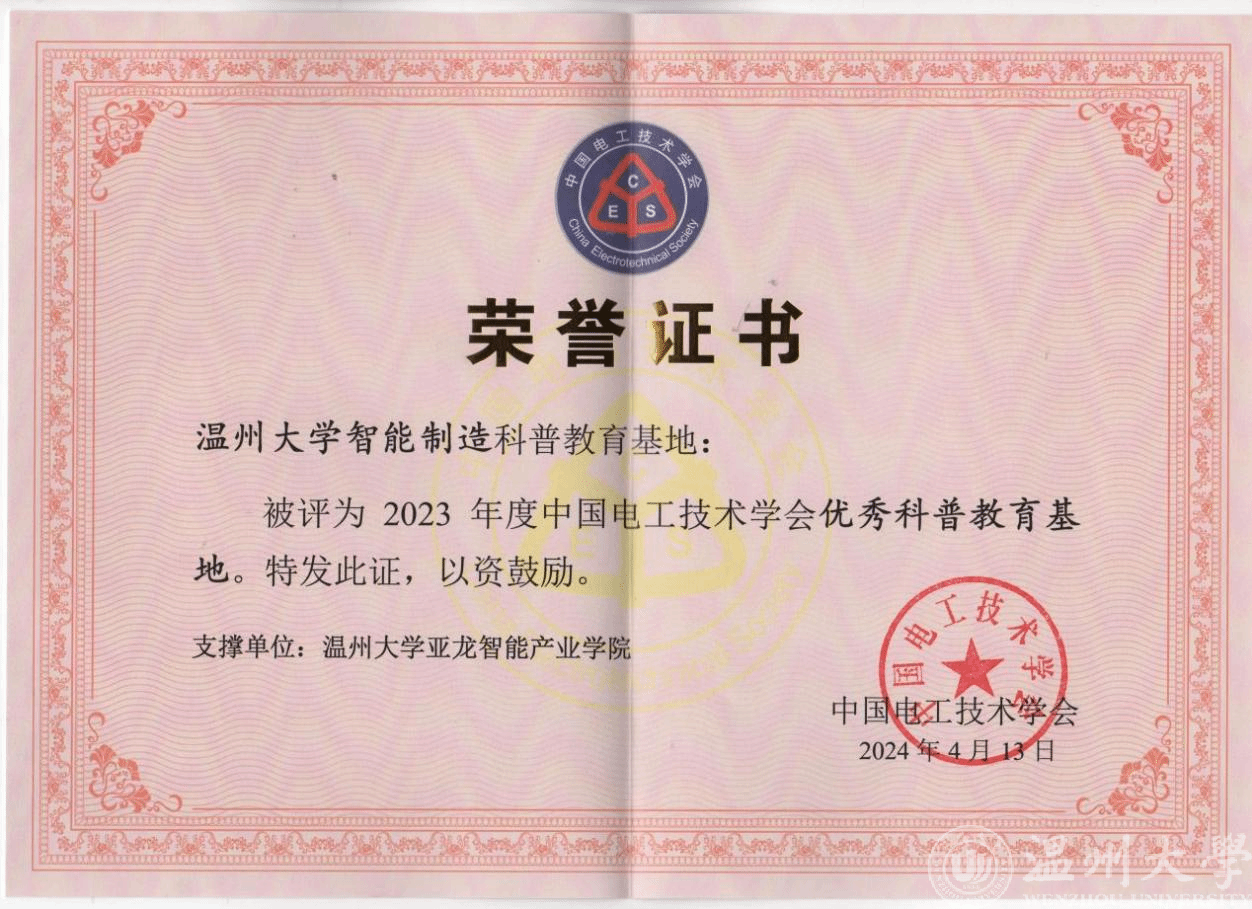 中国电工技术学会
C
E S
China Electrotechnical Society
荣誉证书
温州大学智能制造科普教育基地：
被评为 2023 年度中国电工技术学会优秀科普教育基
地。特发此证，以资鼓励。
支撑单位：温州大学亚龙智能产业学院
中国电工技术学会
中国电工技术学会
2024 年 4 月 13 日
温州大学
WENZHOU UNIVERSITY